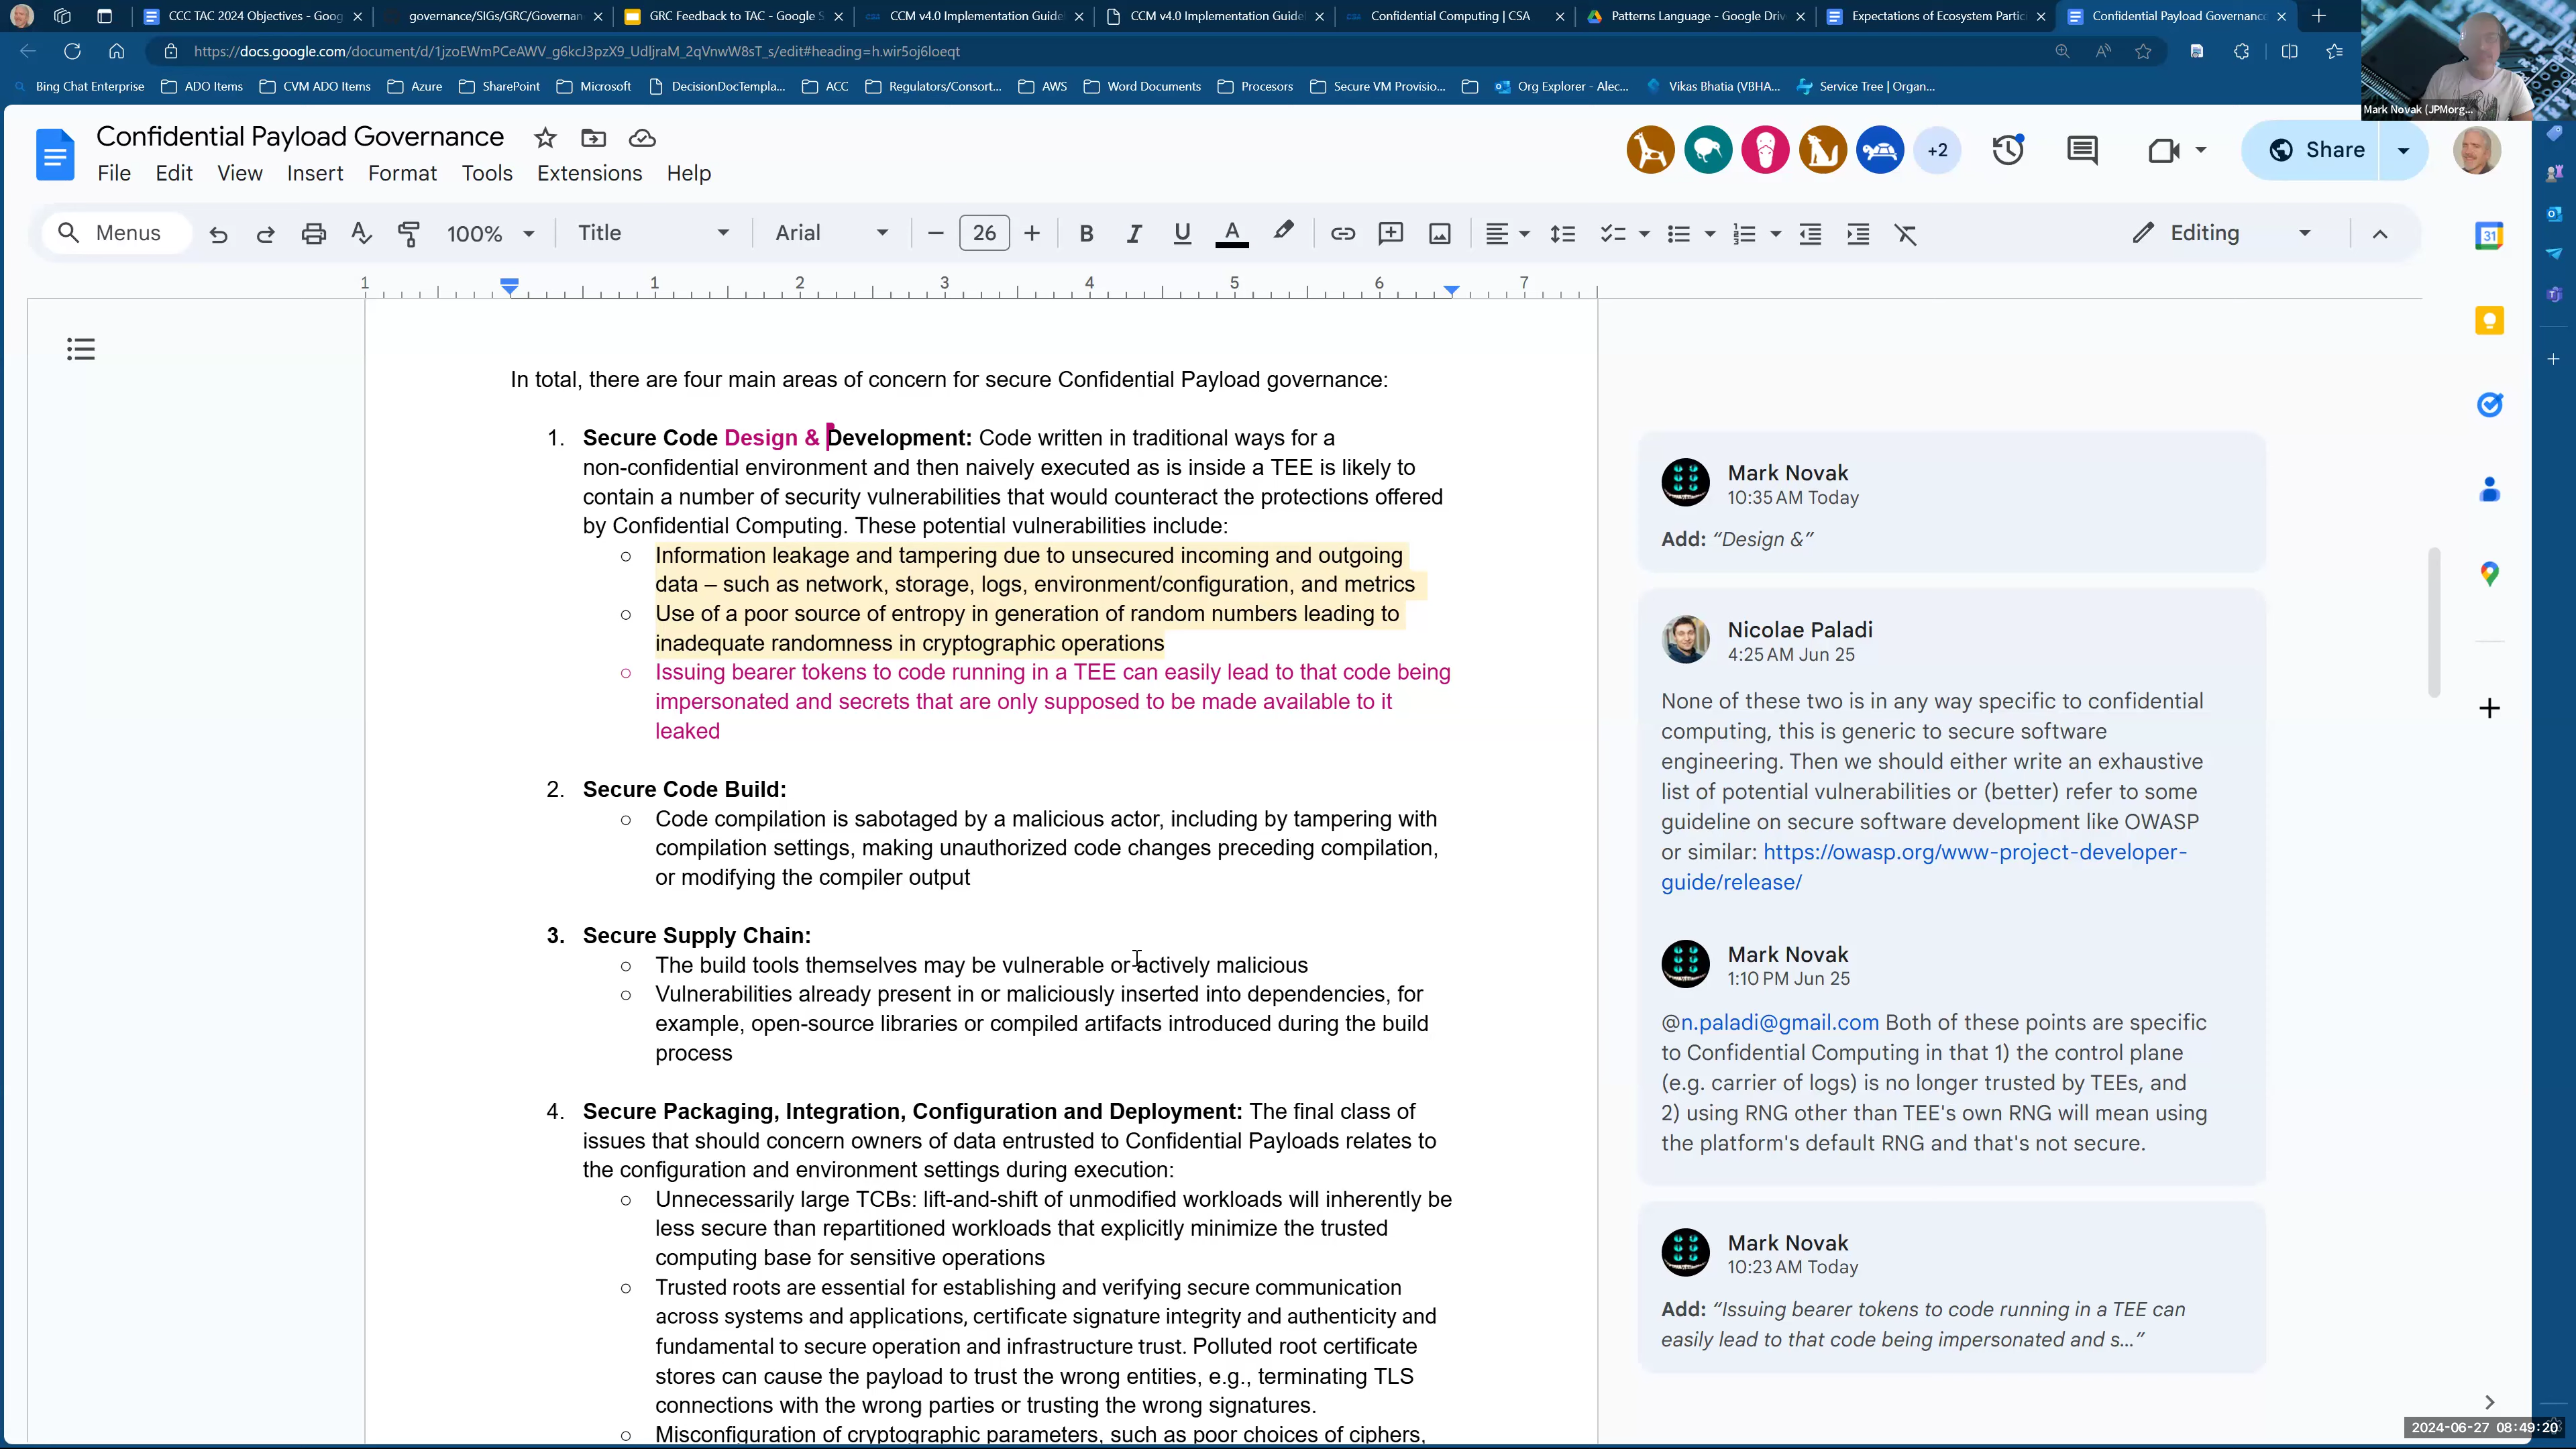 CCC TAC 2024 Objectives - Goog
governance/SIGs/GRC/Governan
GRC Feedback to TAC - Google S
CCM v4.0 Implementation Guide
CCM v4.0 Implementation Guide
Confidential Computing | CSA
Patterns Language - Google Driv
Expectations of Ecosystem Partic
Confidential Payload Governance
https://docs.google.com/document/d/1jzoEWmPCeAWV_g6kcJ3pzX9_UdljraM_2qVnwW8sT_s/edit#heading=h.wir5oj6loeqt
Bing Chat Enterprise
ADO Items
CVM ADO Items
Azure
SharePoint
Microsoft
DecisionDocTempla...
ACC
Regulators/Consort...
AWS
Word Documents
Procesors
Secure VM Provisio...
Org Explorer - Alec...
Vikas Bhatia (VBHA...
Service Tree | Organ...
Mark Novak (JPMorg...
Confidential Payload Governance
File Edit View Insert Format Tools Extensions Help
+2
Share
Menus
100%
Title
Arial
26
B I U A
Editing
31
1 1 2 3 4 5 6 7
In total, there are four main areas of concern for secure Confidential Payload governance:
1. Secure Code Design & Development: Code written in traditional ways for a
non-confidential environment and then naively executed as is inside a TEE is likely to
contain a number of security vulnerabilities that would counteract the protections offered
by Confidential Computing. These potential vulnerabilities include:
○ Information leakage and tampering due to unsecured incoming and outgoing
data – such as network, storage, logs, environment/configuration, and metrics
○ Use of a poor source of entropy in generation of random numbers leading to
inadequate randomness in cryptographic operations
○ Issuing bearer tokens to code running in a TEE can easily lead to that code being
impersonated and secrets that are only supposed to be made available to it
leaked
2. Secure Code Build:
○ Code compilation is sabotaged by a malicious actor, including by tampering with
compilation settings, making unauthorized code changes preceding compilation,
or modifying the compiler output
3. Secure Supply Chain:
○ The build tools themselves may be vulnerable or actively malicious
○ Vulnerabilities already present in or maliciously inserted into dependencies, for
example, open-source libraries or compiled artifacts introduced during the build
process
4. Secure Packaging, Integration, Configuration and Deployment: The final class of
issues that should concern owners of data entrusted to Confidential Payloads relates to
the configuration and environment settings during execution:
○ Unnecessarily large TCBs: lift-and-shift of unmodified workloads will inherently be
less secure than repartitioned workloads that explicitly minimize the trusted
computing base for sensitive operations
○ Trusted roots are essential for establishing and verifying secure communication
across systems and applications, certificate signature integrity and authenticity and
fundamental to secure operation and infrastructure trust. Polluted root certificate
stores can cause the payload to trust the wrong entities, e.g., terminating TLS
connections with the wrong parties or trusting the wrong signatures.
○ Misconfiguration of cryptographic parameters, such as poor choices of ciphers,
Mark Novak
10:35 AM Today
Add: “Design &”
Nicolae Paladi
4:25 AM Jun 25
None of these two is in any way specific to confidential
computing, this is generic to secure software
engineering. Then we should either write an exhaustive
list of potential vulnerabilities or (better) refer to some
guideline on secure software development like OWASP
or similar: https://owasp.org/www-project-developer-
guide/release/
Mark Novak
1:10 PM Jun 25
@n.paladi@gmail.com Both of these points are specific
to Confidential Computing in that 1) the control plane
(e.g. carrier of logs) is no longer trusted by TEEs, and
2) using RNG other than TEE's own RNG will mean using
the platform's default RNG and that's not secure.
Mark Novak
10:23 AM Today
Add: “Issuing bearer tokens to code running in a TEE can
easily lead to that code being impersonated and s...”
2024-06-27 08:49:20